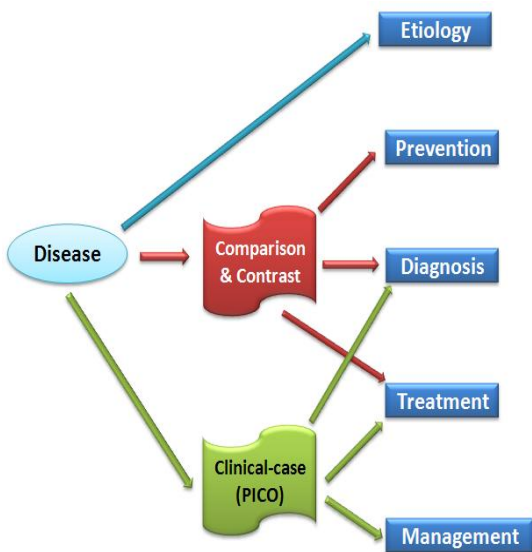 Etiology
Prevention
Disease
Comparison
& Contrast
Diagnosis
Treatment
Clinical-case
(PICO)
Management